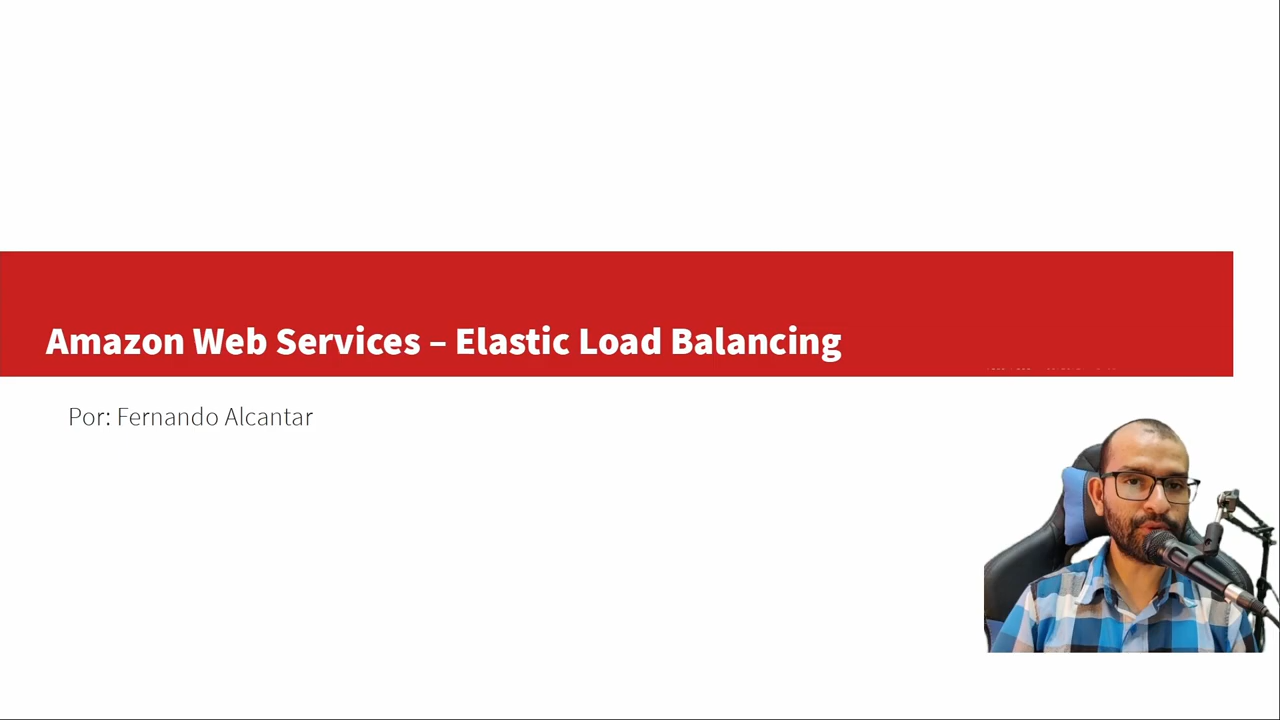 Amazon Web Services – Elastic Load Balancing
Por: Fernando Alcantar